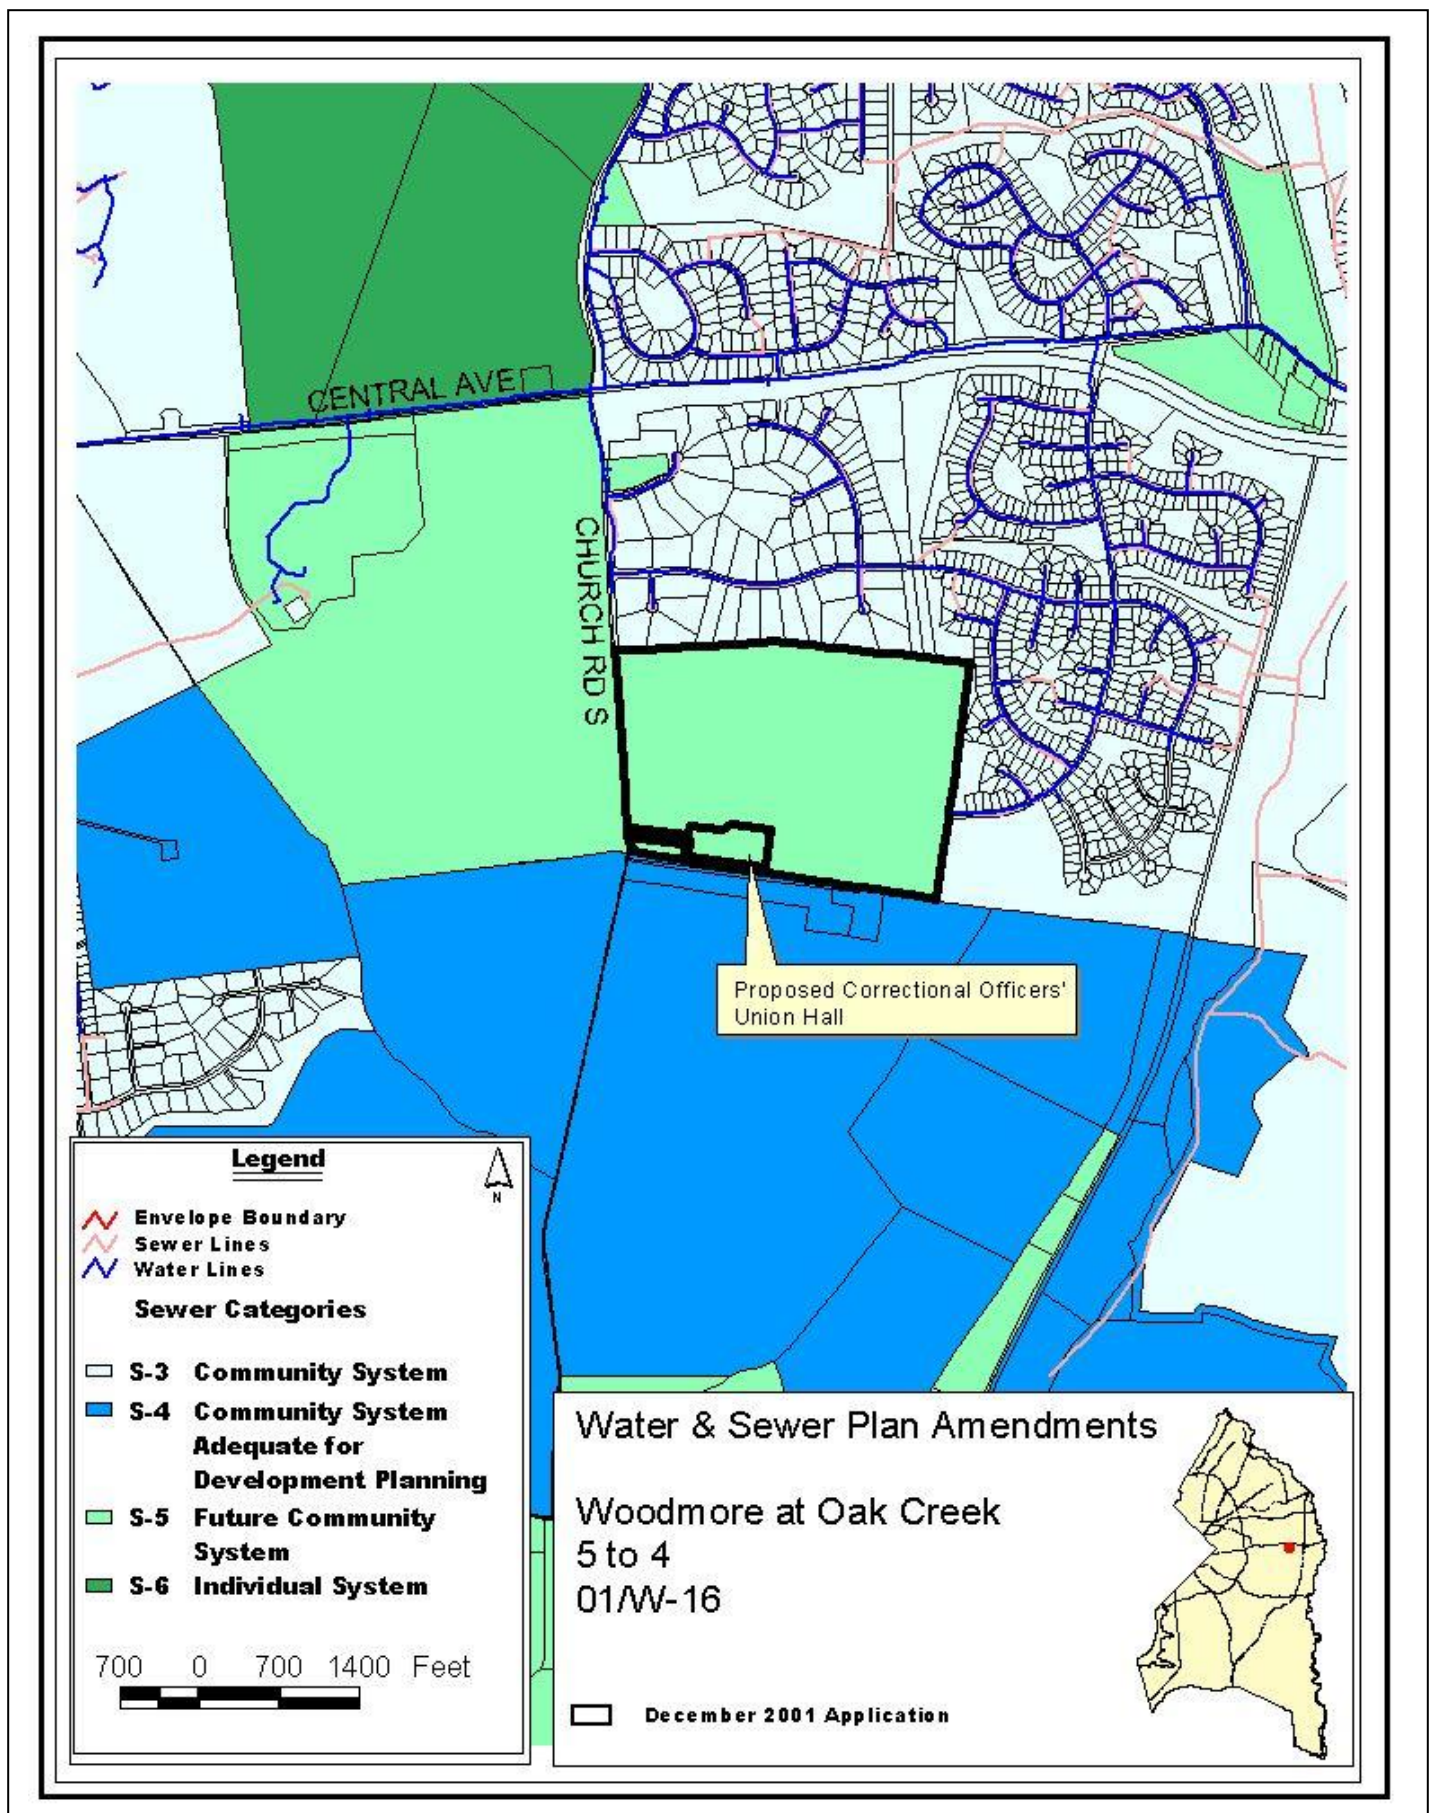 CENTRAL AVE
CHURCH RD S
Proposed Correctional Officers'
Union Hall
Legend
N
Envelope Boundary
Sewer Lines
Water Lines
Sewer Categories
S-3 Community System
S-4 Community System
Adequate for
Development Planning
S-5 Future Community
System
S-6 Individual System
700 0 700 1400 Feet
Water & Sewer Plan Amendments
Woodmore at Oak Creek
5 to 4
01/W-16
December 2001 Application